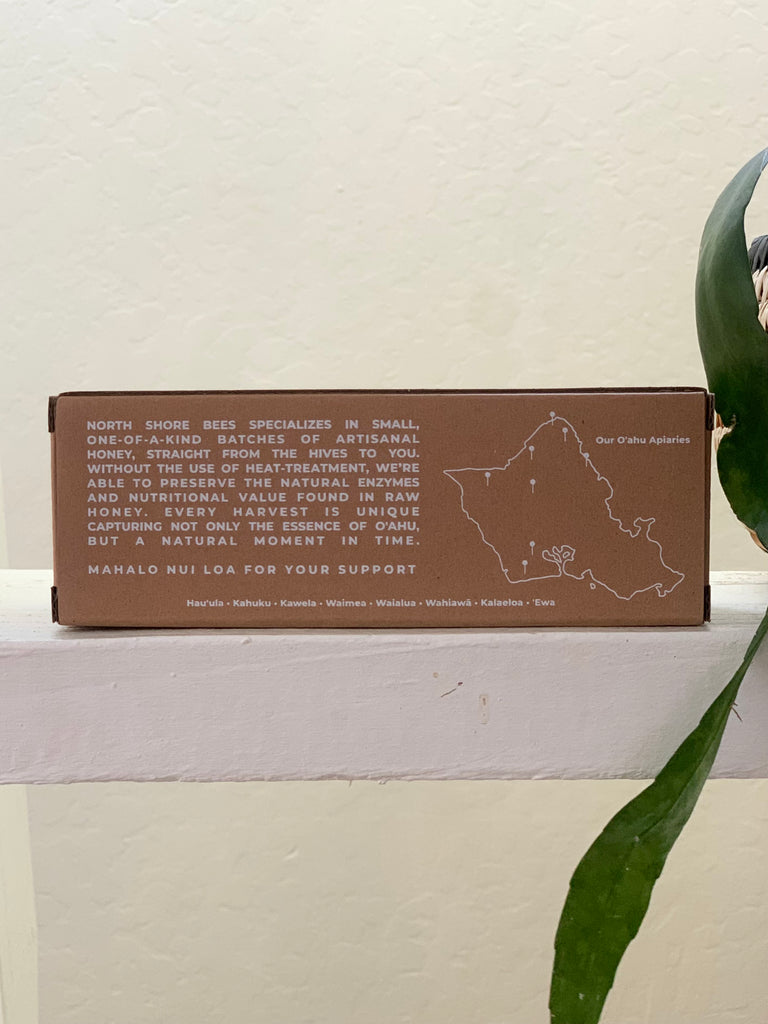 NORTH SHORE BEES SPECIALIZES IN SMALL,
ONE-OF-A-KIND BATCHES OF ARTISANAL
HONEY, STRAIGHT FROM THE HIVES TO YOU.
WITHOUT THE USE OF HEAT-TREATMENT, WE'RE
ABLE TO PRESERVE THE NATURAL ENZYMES
AND NUTRITIONAL VALUE FOUND IN RAW
HONEY. EVERY HARVEST IS UNIQUE
CAPTURING NOT ONLY THE ESSENCE OF O'AHU,
BUT A NATURAL MOMENT IN TIME.
MAHALO NUI LOA FOR YOUR SUPPORT
Our O'ahu Apiaries
Hau'ula • Kahuku • Kawela • Waimea • Waialua • Wahiawā • Kalaeloa • 'Ewa